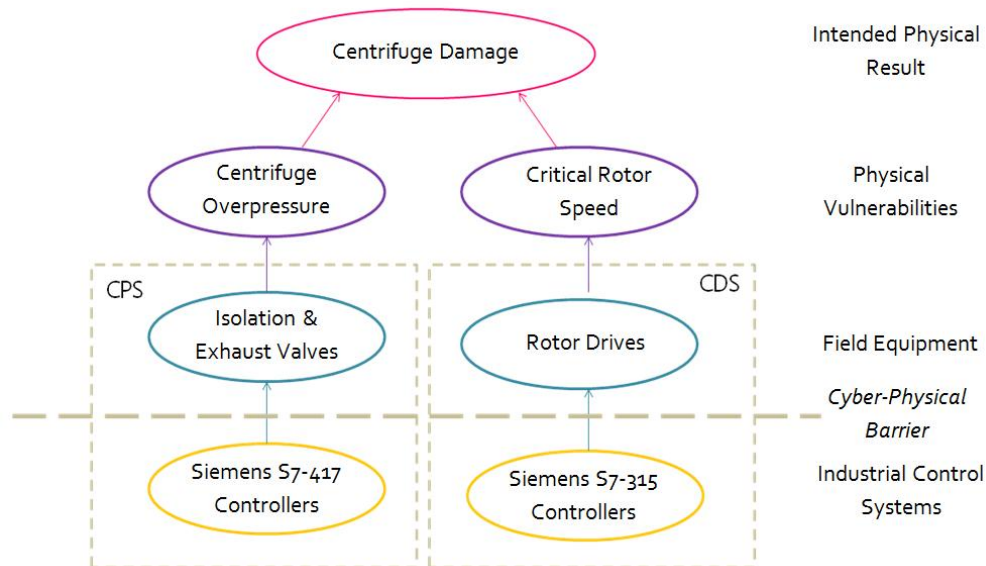 Centrifuge Damage
Intended Physical
Result
Centrifuge
Overpressure
Critical Rotor
Speed
Physical
Vulnerabilities
CPS
CDS
Isolation &
Exhaust Valves
Rotor Drives
Field Equipment
Cyber-Physical
Barrier
Siemens S7-417
Controllers
Siemens S7-315
Controllers
Industrial Control
Systems